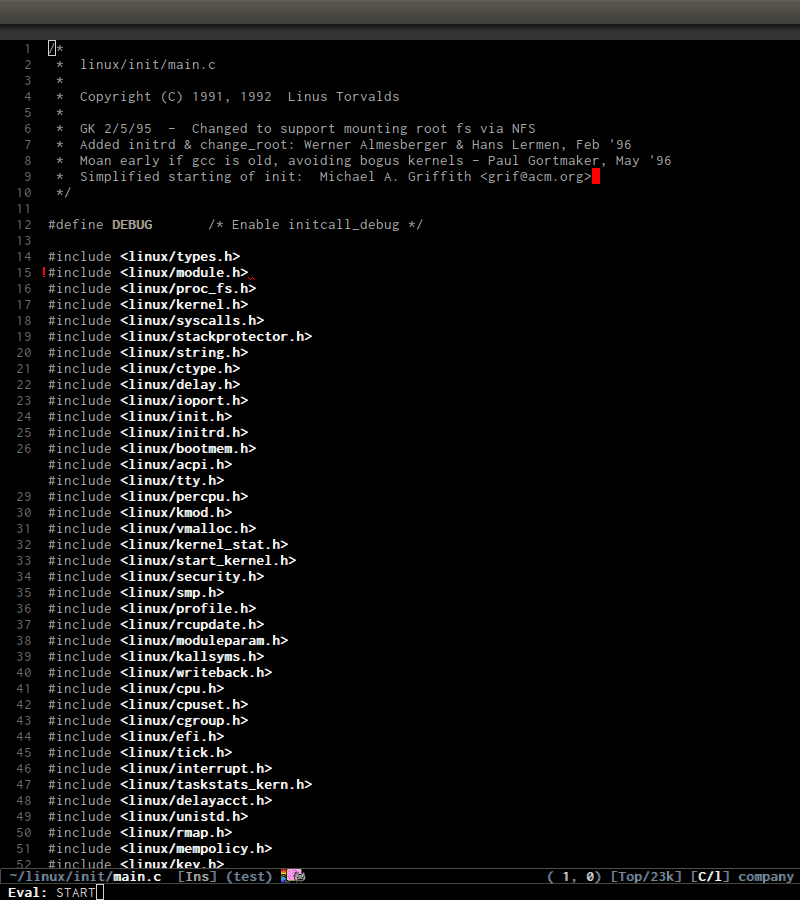 1 /*
2  *  linux/init/main.c
3  *
4  *  Copyright (C) 1991, 1992  Linus Torvalds
5  *
6  *  GK 2/5/95  -  Changed to support mounting root fs via NFS
7  *  Added initrd & change_root: Werner Almesberger & Hans Lermen, Feb '96
8  *  Moan early if gcc is old, avoiding bogus kernels - Paul Gortmaker, May '96
9  *  Simplified starting of init:  Michael A. Griffith <grif@acm.org>
10  */
11
12 #define DEBUG       /* Enable initcall_debug */
13
14 #include <linux/types.h>
15 !#include <linux/module.h>
16 #include <linux/proc_fs.h>
17 #include <linux/kernel.h>
18 #include <linux/syscalls.h>
19 #include <linux/stackprotector.h>
20 #include <linux/string.h>
21 #include <linux/ctype.h>
22 #include <linux/delay.h>
23 #include <linux/ioport.h>
24 #include <linux/init.h>
25 #include <linux/initrd.h>
26 #include <linux/bootmem.h>
#include <linux/acpi.h>
#include <linux/tty.h>
29 #include <linux/percpu.h>
30 #include <linux/kmod.h>
31 #include <linux/vmalloc.h>
32 #include <linux/kernel_stat.h>
33 #include <linux/start_kernel.h>
34 #include <linux/security.h>
35 #include <linux/smp.h>
36 #include <linux/profile.h>
37 #include <linux/rcupdate.h>
38 #include <linux/moduleparam.h>
39 #include <linux/kallsyms.h>
40 #include <linux/writeback.h>
41 #include <linux/cpu.h>
42 #include <linux/cpuset.h>
43 #include <linux/cgroup.h>
44 #include <linux/efi.h>
45 #include <linux/tick.h>
46 #include <linux/interrupt.h>
47 #include <linux/taskstats_kern.h>
48 #include <linux/delayacct.h>
49 #include <linux/unistd.h>
50 #include <linux/rmap.h>
51 #include <linux/mempolicy.h>
52 #include <linux/key.h>
~/linux/init/main.c  [Ins] (test) ( 1, 0) [Top/23k] [C/l] company
Eval: START